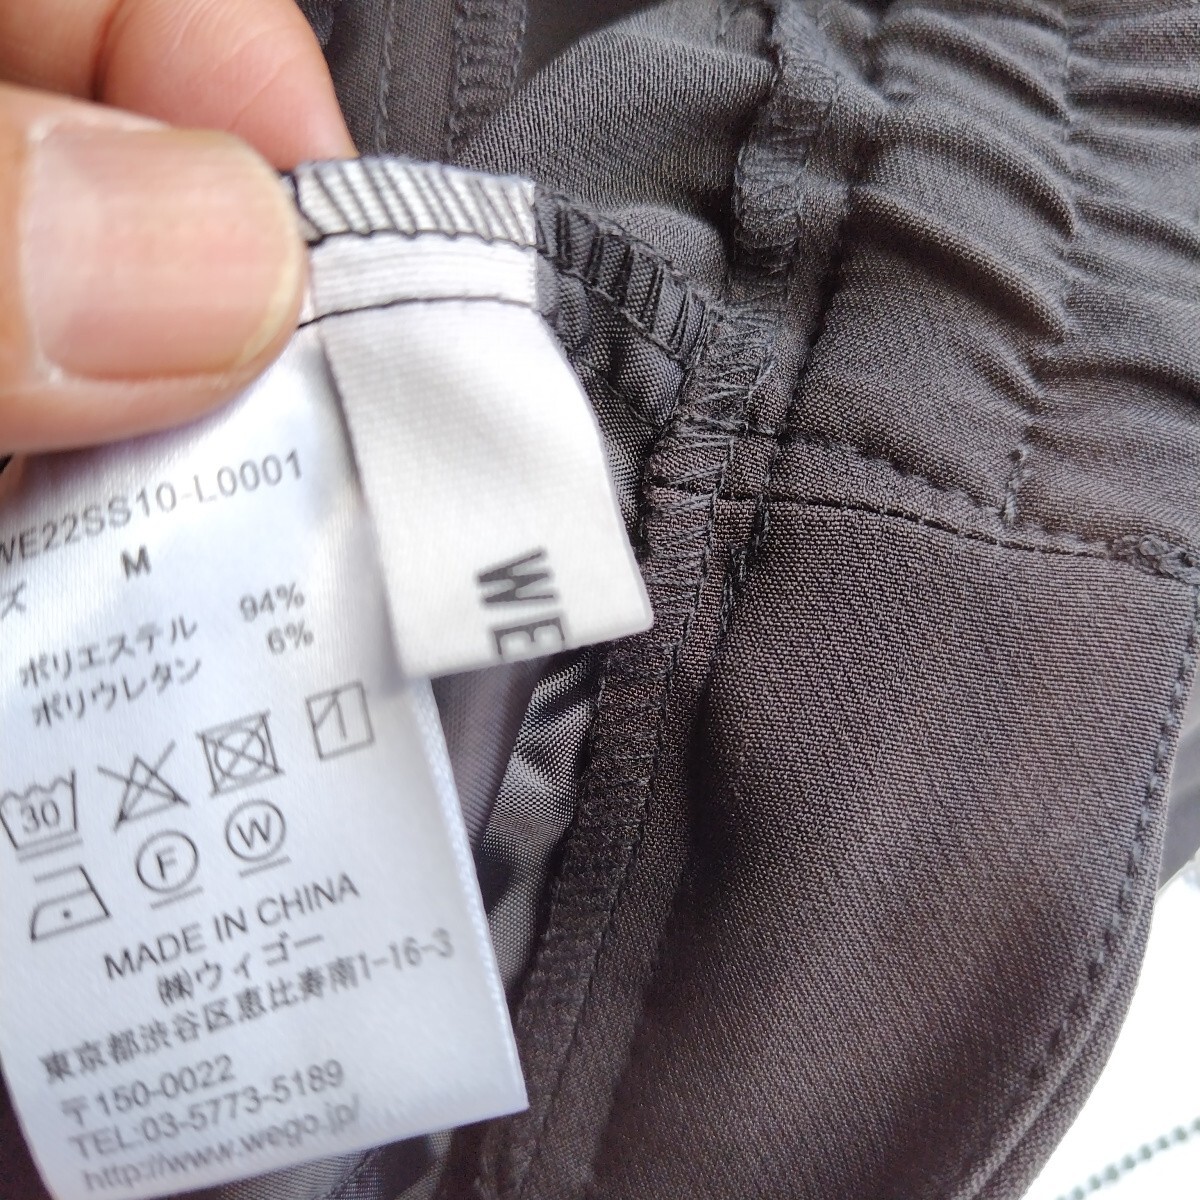 WE22SS10-L0001
ズ M
ポリエステル 94%
ポリウレタン 6%
30
1
F
W
MADE IN CHINA
㈱ウィゴー
東京都渋谷区恵比寿南1-16-3
〒150-0022
TEL:03-5773-5189
http://www.wego.jp/
WE